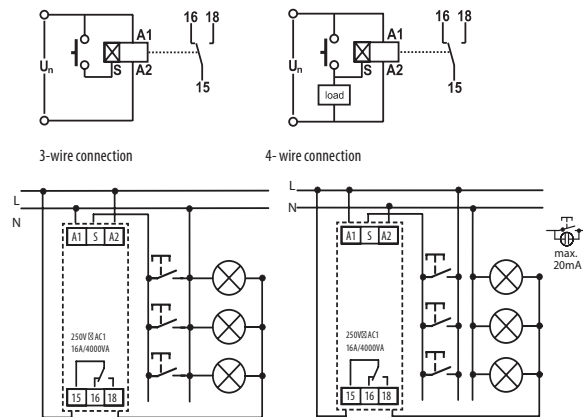 16 18
A1
Un
S A2
15
16 18
A1
Un
S A2
load
15
3-wire connection
4- wire connection
L
N
A1 S A2
250V ☒ AC1
16A/4000VA
15 16 18
L
N
A1 S A2
250V ☒ AC1
16A/4000VA
15 16 18
max.
20mA